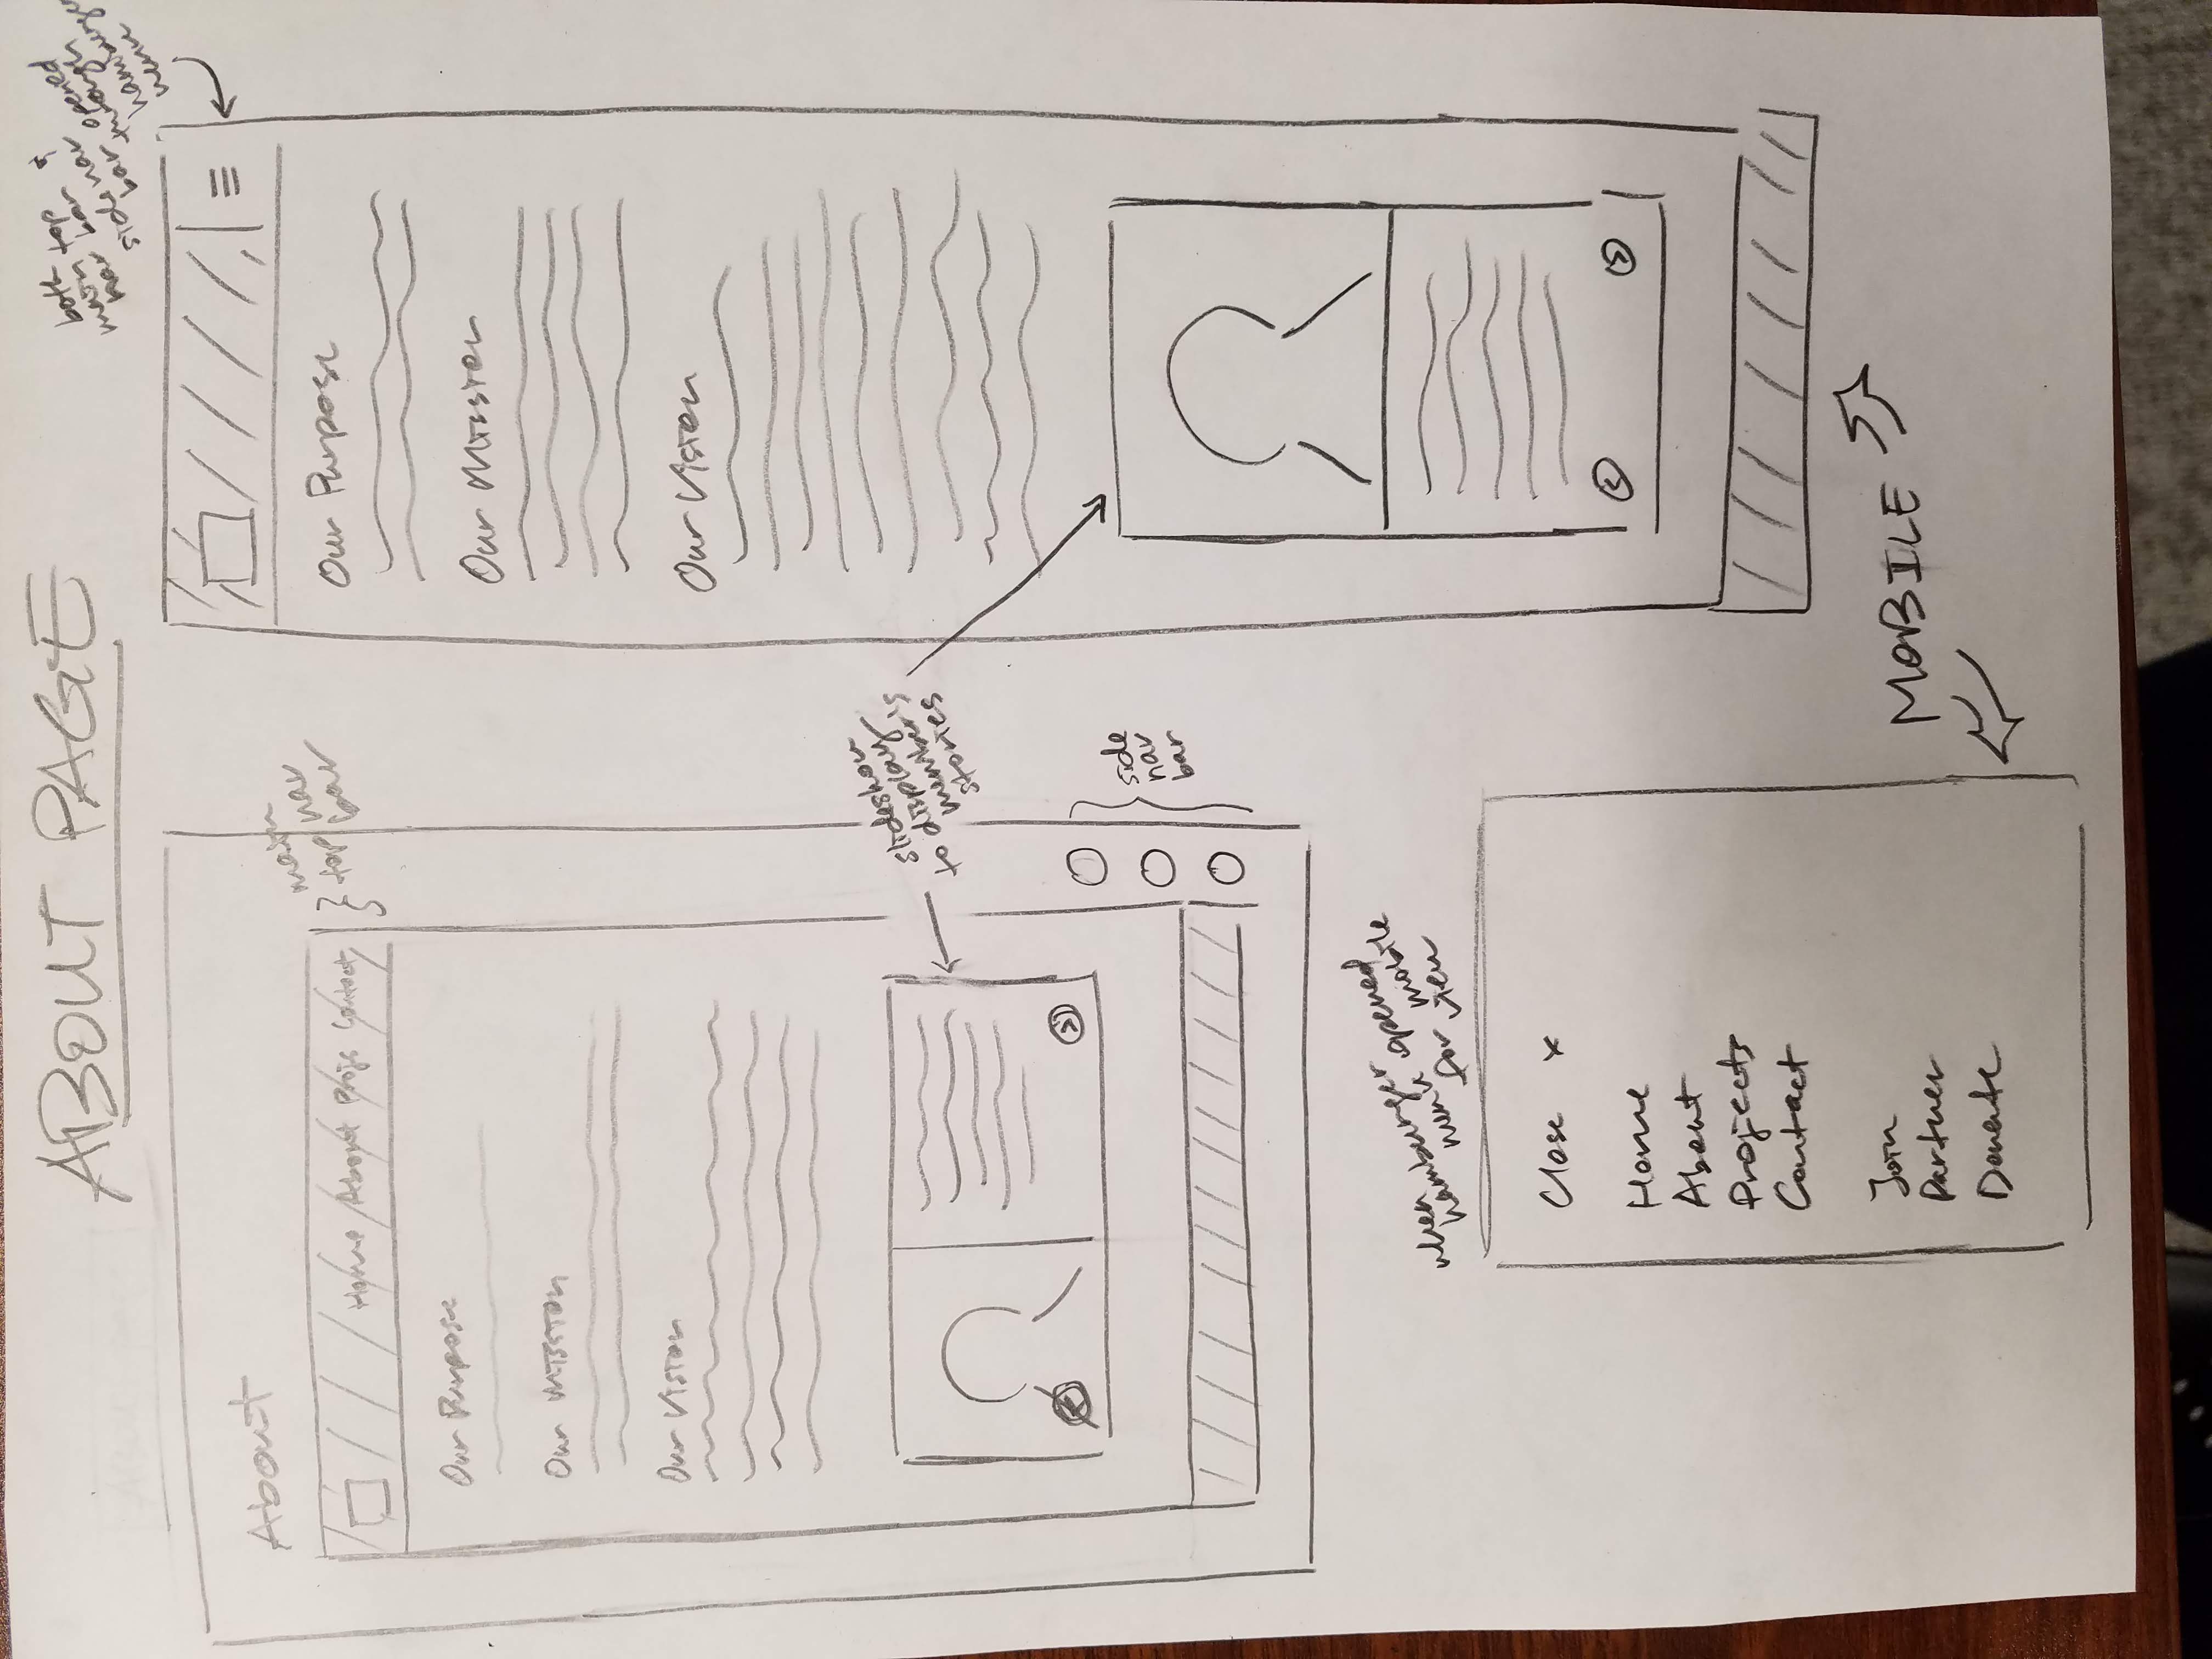 ABOUT PAGE
both
main top
nar bar &
side nav
bar opened
through
hamburger
menu
About
Home About Projs Contact
main
top nav
bar
Our Purpose
Our Mission
Our Vision
slideshow
to display
member's
stories
<
>
side
nav
bar
Our Purpose
Our Mission
Our Vision
<
>
when
hamburger
menu opened
for mobile
view
Close x
Home
About
Projects
Contact
Join
Partner
Donate
MOBILE